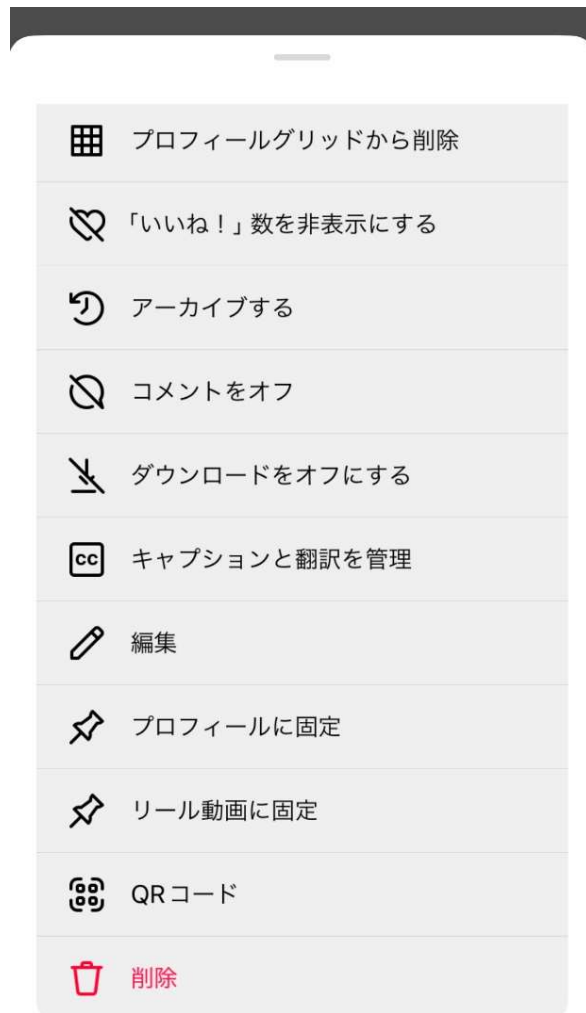 プロフィールグリッドから削除
「いいね！」数を非表示にする
アーカイブする
コメントをオフ
ダウンロードをオフにする
CC
キャプションと翻訳を管理
編集
プロフィールに固定
リール動画に固定
QRコード
削除